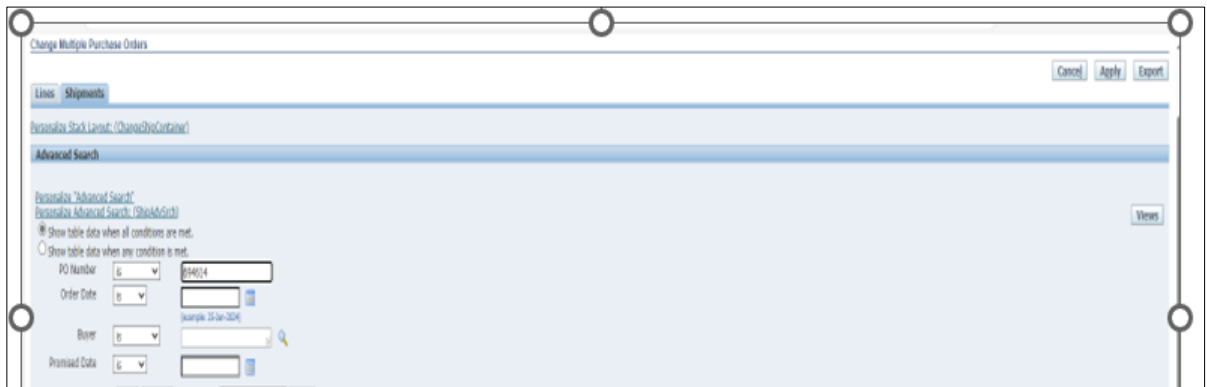 Change Multiple Purchase Orders
Cancel Apply Export
Lines Shipments
Personalize Stack Layout: (ChangeShipContainer)
Advanced Search
Personalize "Advanced Search"
Personalize Advanced Search: (ShipAdvSrch)
Views
Show table data when all conditions are met.
Show table data when any condition is met.
PO Number is 694614
Order Date is
(example: 25-Jan-2024)
Buyer is
Promised Date is